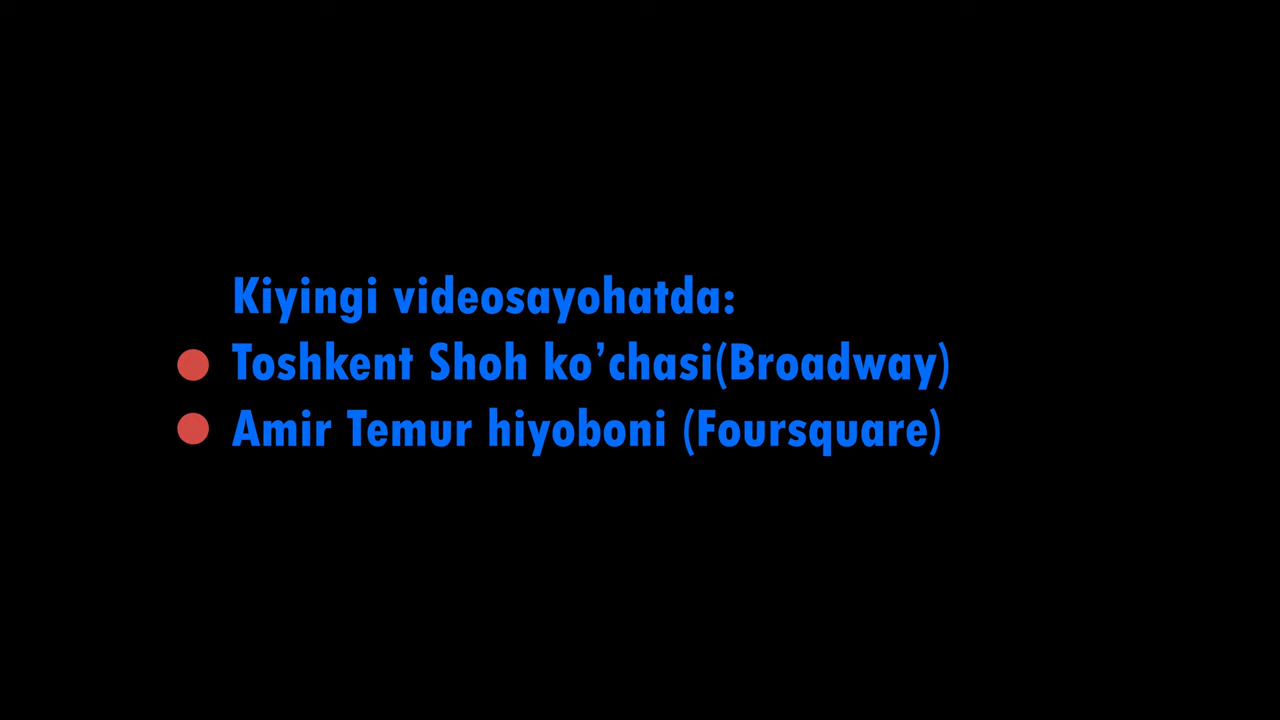 Kiyingi videosayohatda:
Toshkent Shoh ko’chasi(Broadway)
Amir Temur hiyoboni (Foursquare)